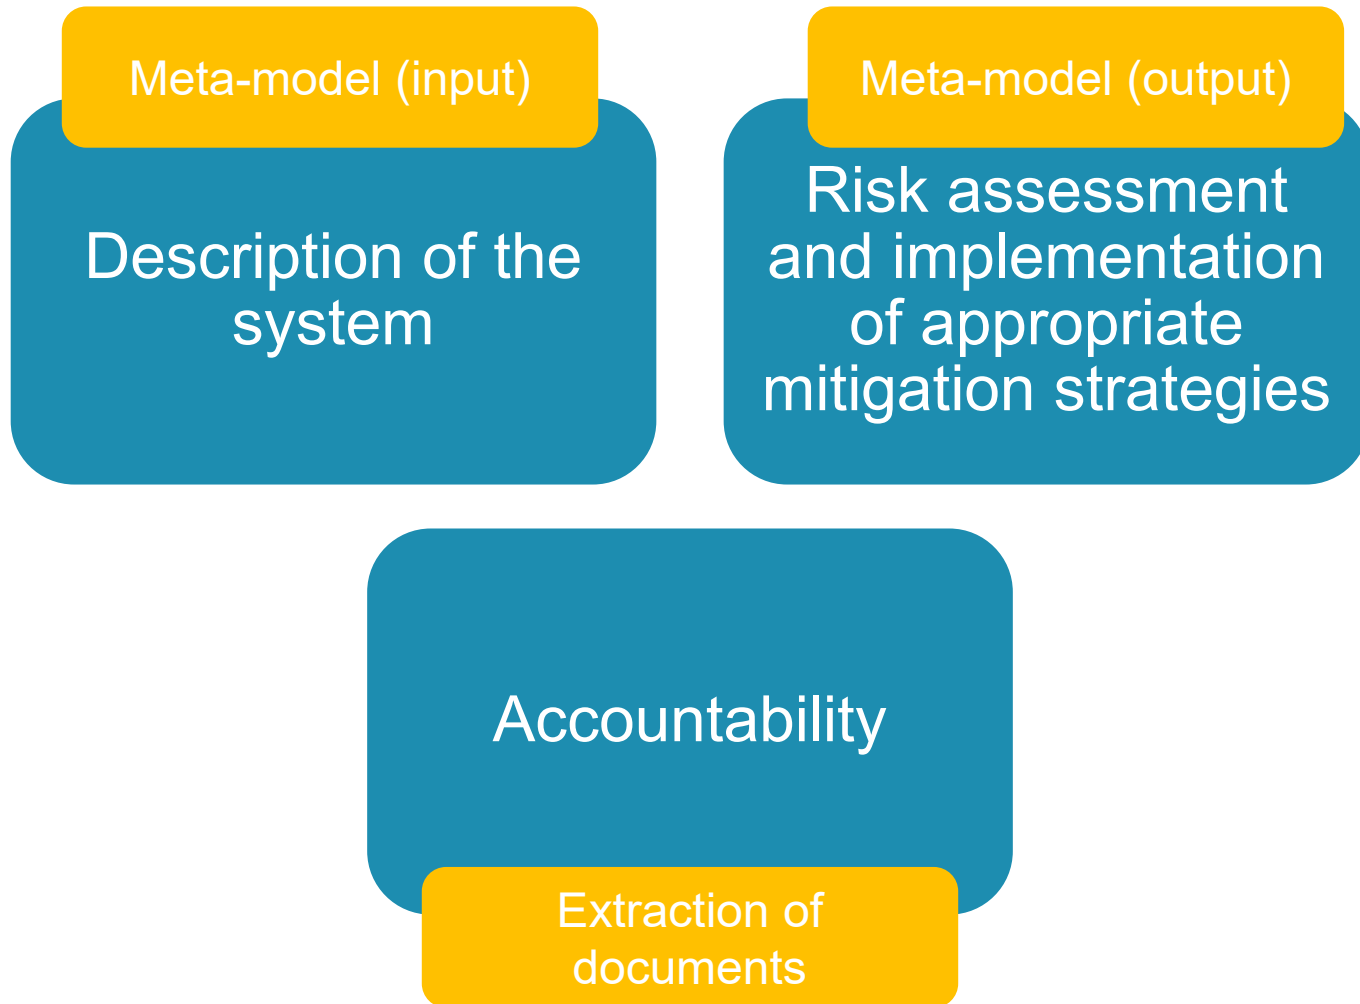 Meta-model (input)
Description of the
system
Meta-model (output)
Risk assessment
and implementation
of appropriate
mitigation strategies
Accountability
Extraction of
documents